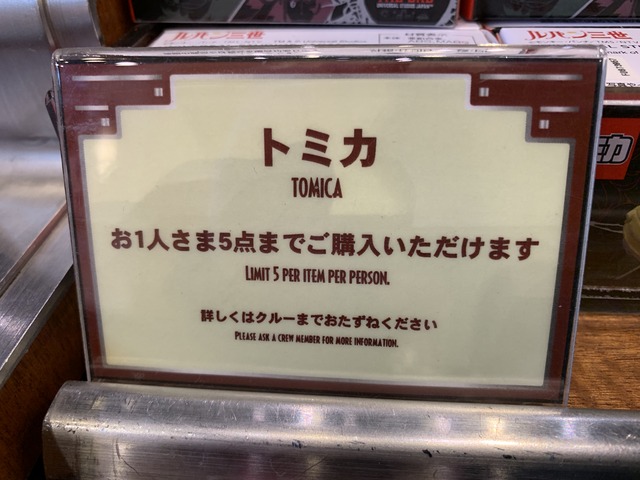 ルパン三世
ルパン三世
トミカ
TOMICA
お1人さま5点までご購入いただけます
LIMIT 5 PER ITEM PER PERSON.
詳しくはクルーまでおたずねください
PLEASE ASK A CREW MEMBER FOR MORE INFORMATION.